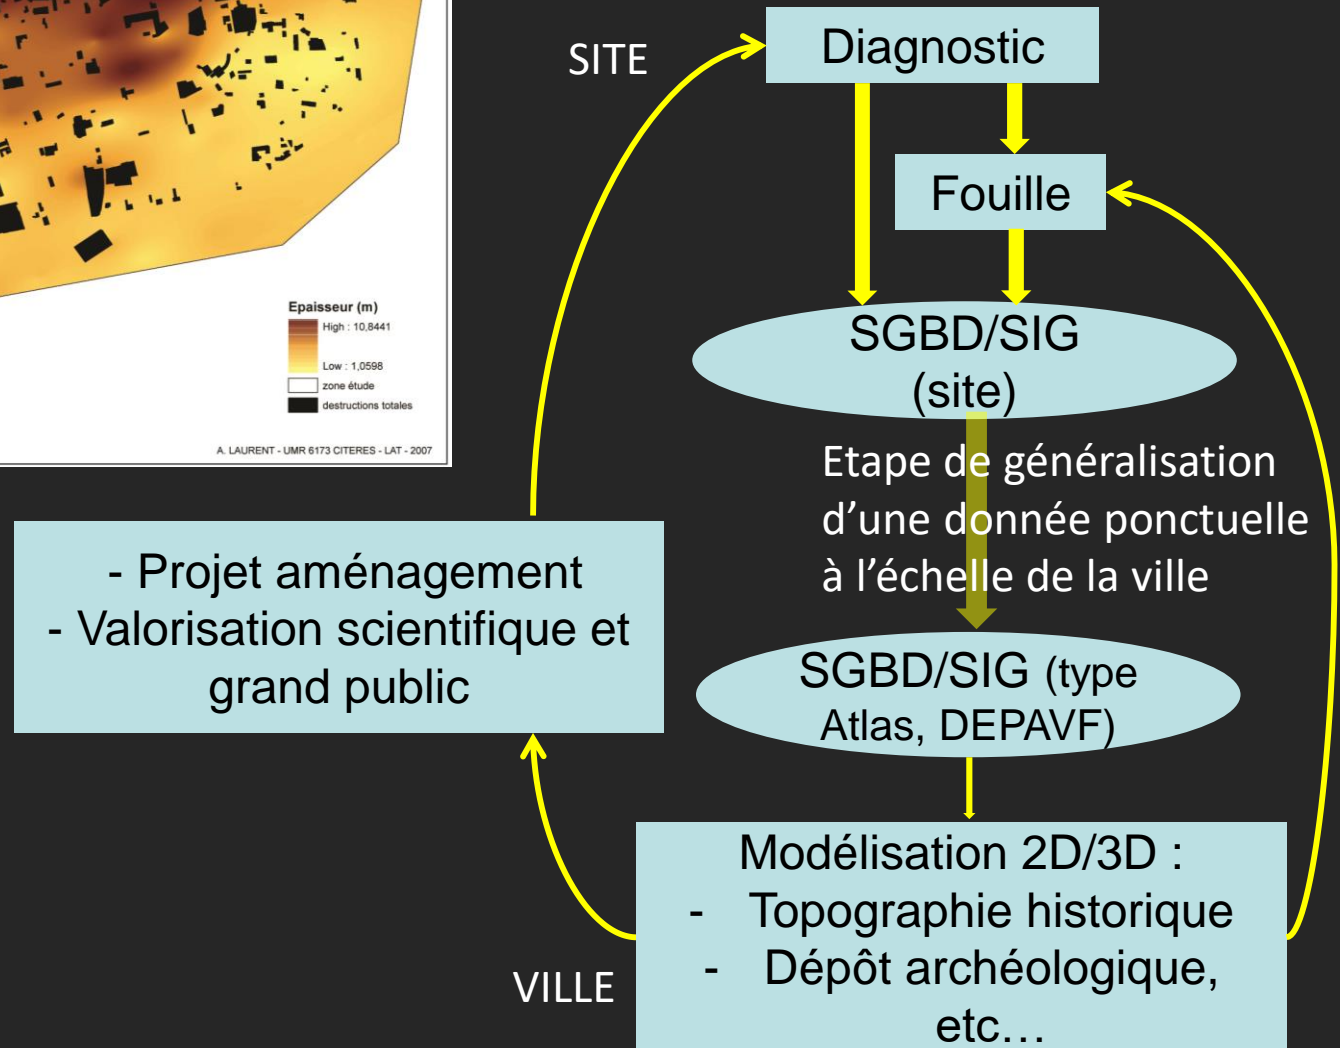 Epaisseur (m)
High : 10,8441
Low : 1,0598
zone étude
destructions totales
A. LAURENT - UMR 6173 CITERES - LAT - 2007
SITE
Diagnostic
Fouille
SGBD/SIG
(site)
Etape de généralisation
d’une donnée ponctuelle
à l’échelle de la ville
- Projet aménagement
- Valorisation scientifique et
grand public
SGBD/SIG (type
Atlas, DEPAVF)
Modélisation 2D/3D :
- Topographie historique
- Dépôt archéologique,
etc…
VILLE